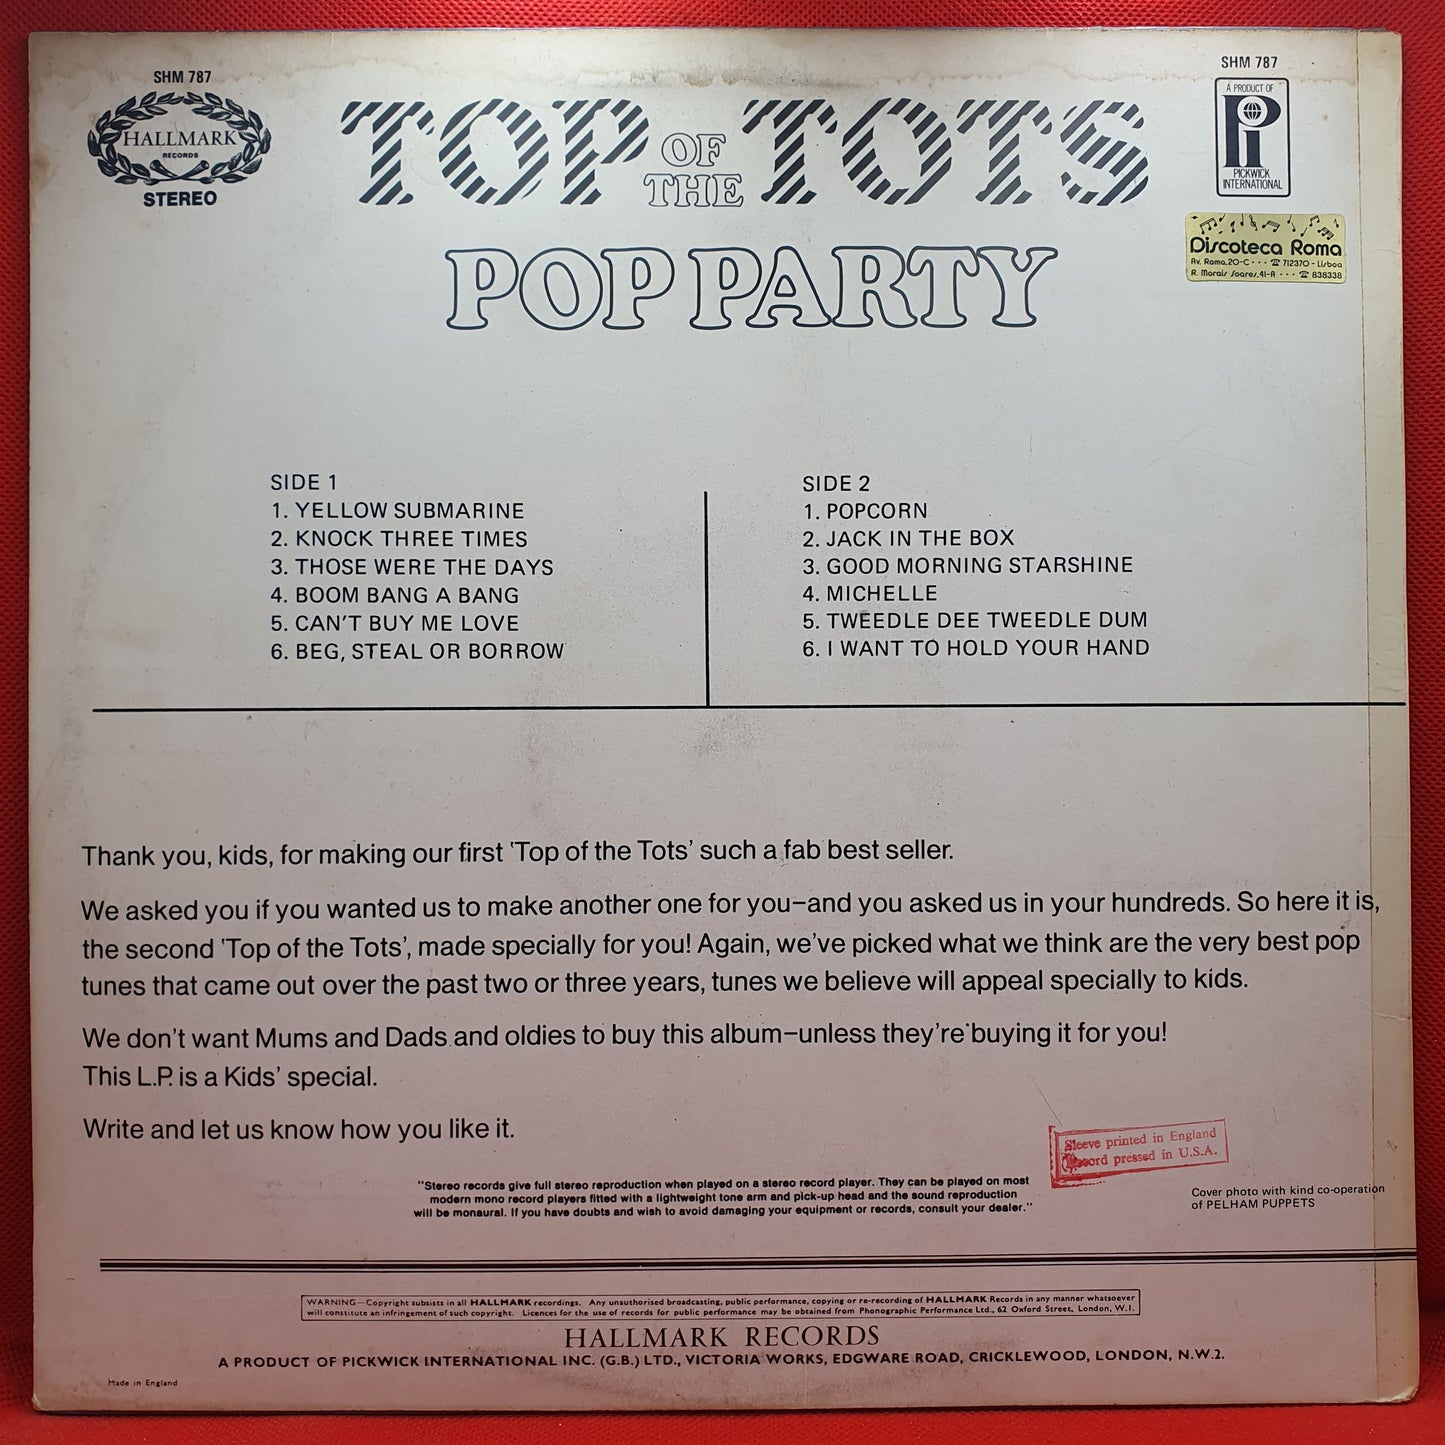 SHM 787
HALLMARK
RECORDS
STEREO
TOP OF THE TOTS
POP PARTY
SHM 787
A PRODUCT OF
Pi
PICKWICK
INTERNATIONAL
Discoteca Roma
Av. Roma, 20-C · · · ☎ 712370 - Lisboa
R. Morais Soares, 41-A · · · ☎ 838338
SIDE 1
1. YELLOW SUBMARINE
2. KNOCK THREE TIMES
3. THOSE WERE THE DAYS
4. BOOM BANG A BANG
5. CAN'T BUY ME LOVE
6. BEG, STEAL OR BORROW
SIDE 2
1. POPCORN
2. JACK IN THE BOX
3. GOOD MORNING STARSHINE
4. MICHELLE
5. TWEEDLE DEE TWEEDLE DUM
6. I WANT TO HOLD YOUR HAND
Thank you, kids, for making our first 'Top of the Tots' such a fab best seller.
We asked you if you wanted us to make another one for you—and you asked us in your hundreds. So here it is,
the second 'Top of the Tots', made specially for you! Again, we've picked what we think are the very best pop
tunes that came out over the past two or three years, tunes we believe will appeal specially to kids.
We don't want Mums and Dads and oldies to buy this album—unless they're buying it for you!
This L.P. is a Kids' special.
Write and let us know how you like it.
Sleeve printed in England
Record pressed in U.S.A.
"Stereo records give full stereo reproduction when played on a stereo record player. They can be played on most
modern mono record players fitted with a lightweight tone arm and pick-up head and the sound reproduction
will be monaural. If you have doubts and wish to avoid damaging your equipment or records, consult your dealer."
Cover photo with kind co-operation
of PELHAM PUPPETS
WARNING—Copyright subsists in all HALLMARK recordings. Any unauthorised broadcasting, public performance, copying or re-recording of HALLMARK Records in any manner whatsoever
will constitute an infringement of such copyright. Licences for the use of records for public performance may be obtained from Phonographic Performance Ltd., 62 Oxford Street, London, W.1.
HALLMARK RECORDS
A PRODUCT OF PICKWICK INTERNATIONAL INC. (G.B.) LTD., VICTORIA WORKS, EDGWARE ROAD, CRICKLEWOOD, LONDON, N.W.2.
Made in England